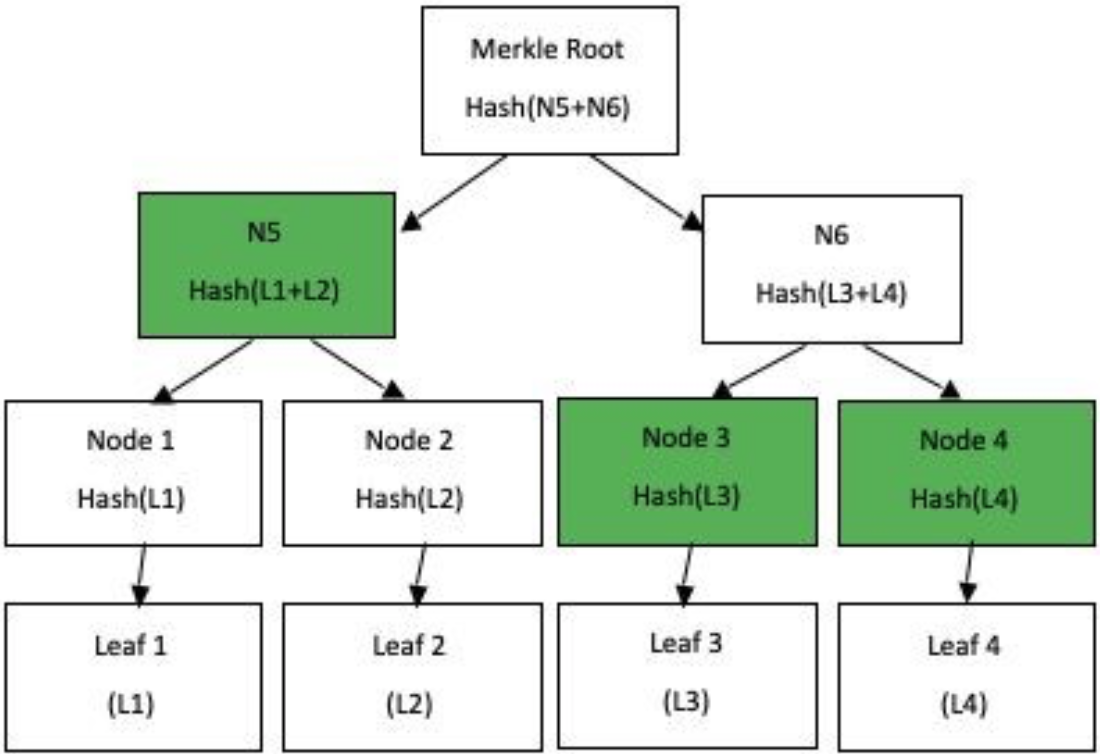 Merkle Root
Hash(N5+N6)
N5
Hash(L1+L2)
N6
Hash(L3+L4)
Node 1
Hash(L1)
Node 2
Hash(L2)
Node 3
Hash(L3)
Node 4
Hash(L4)
Leaf 1
(L1)
Leaf 2
(L2)
Leaf 3
(L3)
Leaf 4
(L4)